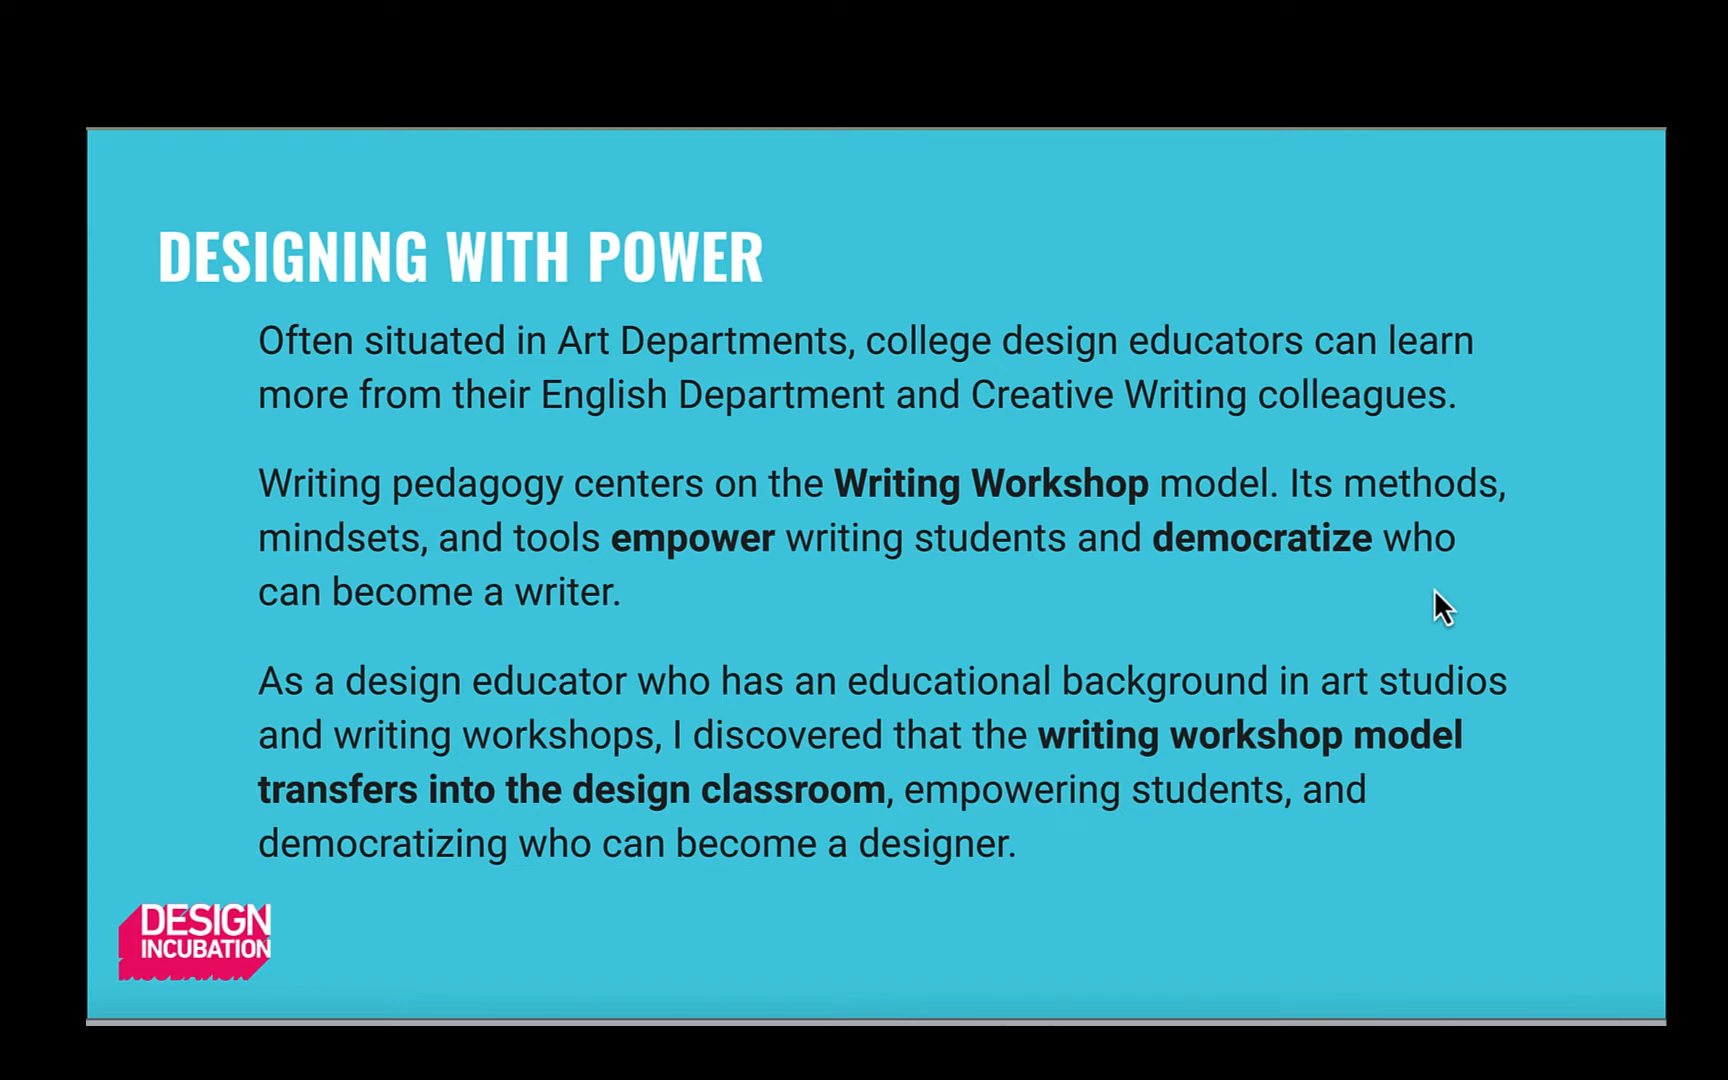 DESIGNING WITH POWER
Often situated in Art Departments, college design educators can learn
more from their English Department and Creative Writing colleagues.
Writing pedagogy centers on the Writing Workshop model. Its methods,
mindsets, and tools empower writing students and democratize who
can become a writer.
As a design educator who has an educational background in art studios
and writing workshops, I discovered that the writing workshop model
transfers into the design classroom, empowering students, and
democratizing who can become a designer.
DESIGN
INCUBATION